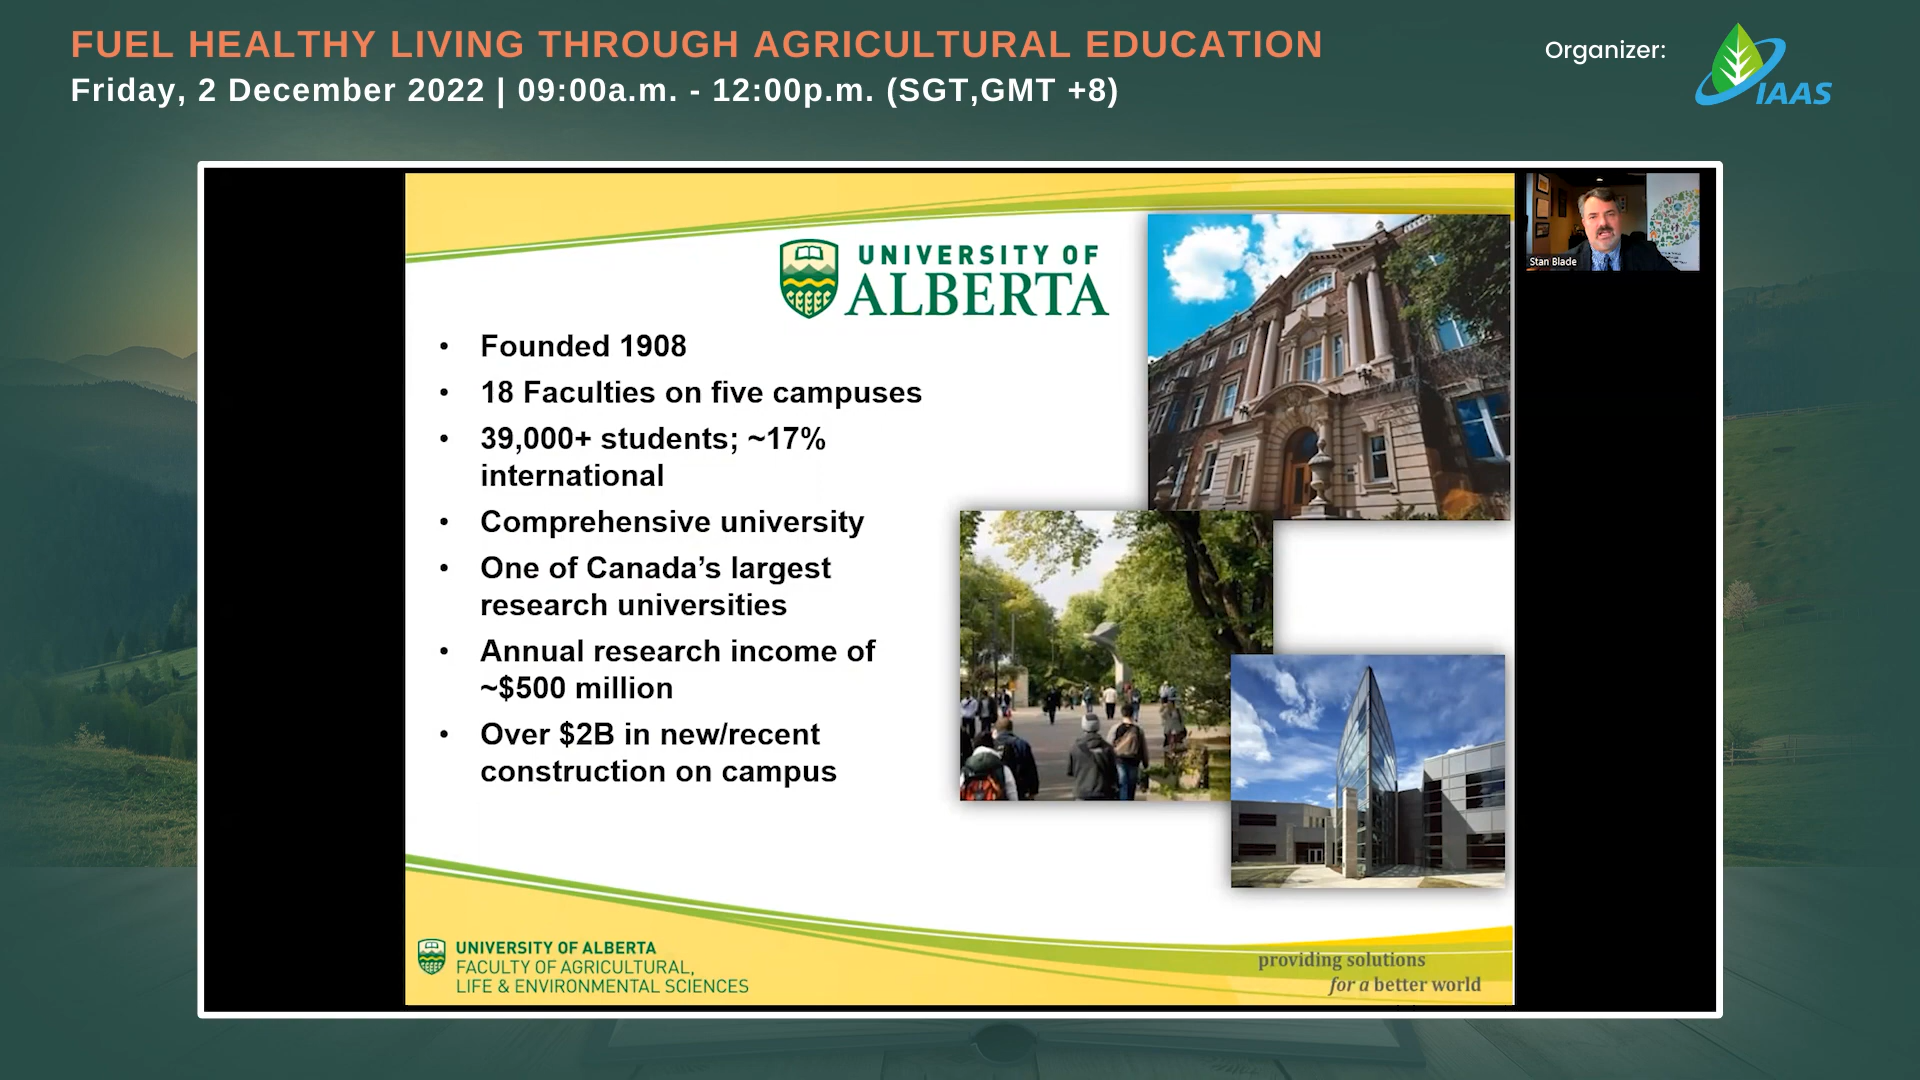 FUEL HEALTHY LIVING THROUGH AGRICULTURAL EDUCATION
Friday, 2 December 2022 | 09:00a.m. - 12:00p.m. (SGT,GMT +8)
Organizer:
IAAS
Stan Blade
UNIVERSITY OF
ALBERTA
• Founded 1908
• 18 Faculties on five campuses
• 39,000+ students; ~17%
international
• Comprehensive university
• One of Canada’s largest
research universities
• Annual research income of
~$500 million
• Over $2B in new/recent
construction on campus
UNIVERSITY OF ALBERTA
FACULTY OF AGRICULTURAL,
LIFE & ENVIRONMENTAL SCIENCES
providing solutions
for a better world